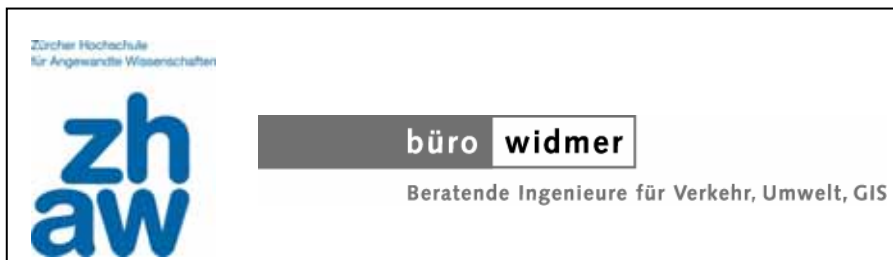 Zürcher Hochschule
für Angewandte Wissenschaften
zh
aw
büro widmer
Beratende Ingenieure für Verkehr, Umwelt, GIS